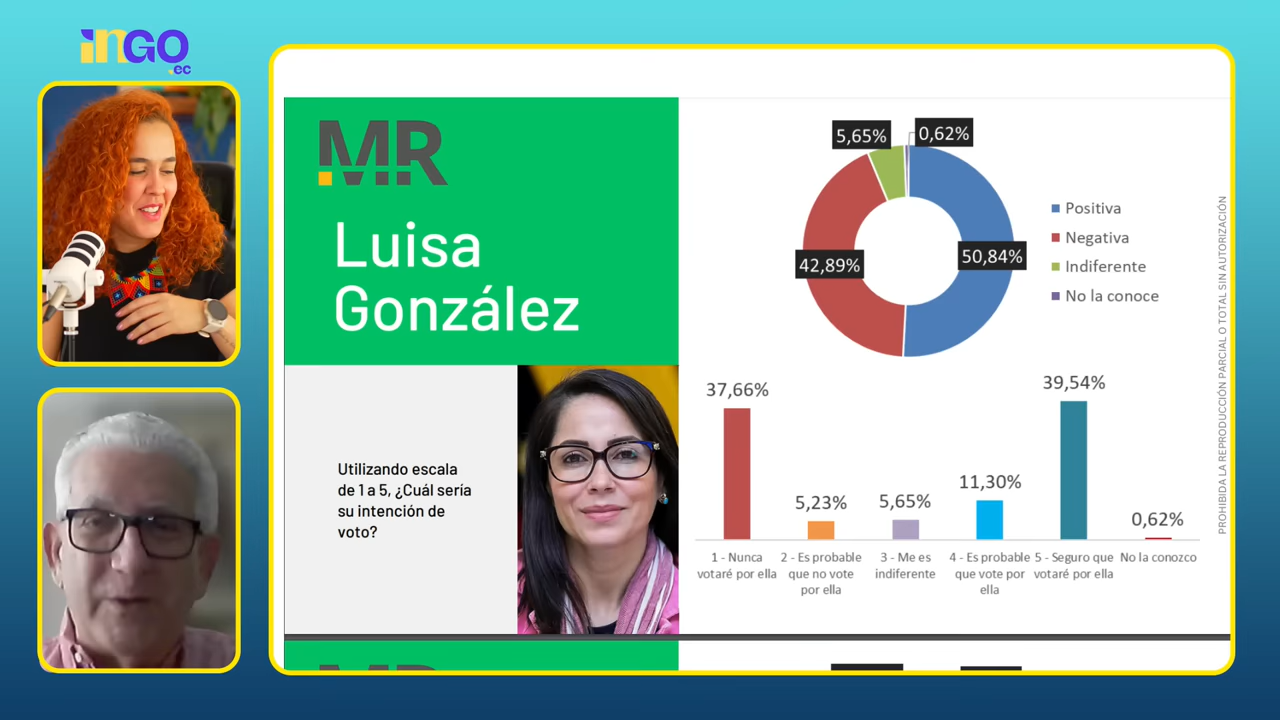 inGO
.ec
MR
Luisa
González
Utilizando escala
de 1 a 5, ¿Cuál sería
su intención de
voto?
5,65%
0,62%
42,89%
50,84%
Positiva
Negativa
Indiferente
No la conoce
PROHIBIDA LA REPRODUCCIÓN PARCIAL O TOTAL SIN AUTORIZACIÓN
37,66%
5,23%
5,65%
11,30%
39,54%
0,62%
1 - Nunca
votaré por ella
2 - Es probable
que no vote
por ella
3 - Me es
indiferente
4 - Es probable
que vote por
ella
5 - Seguro que
votaré por ella
No la conozco